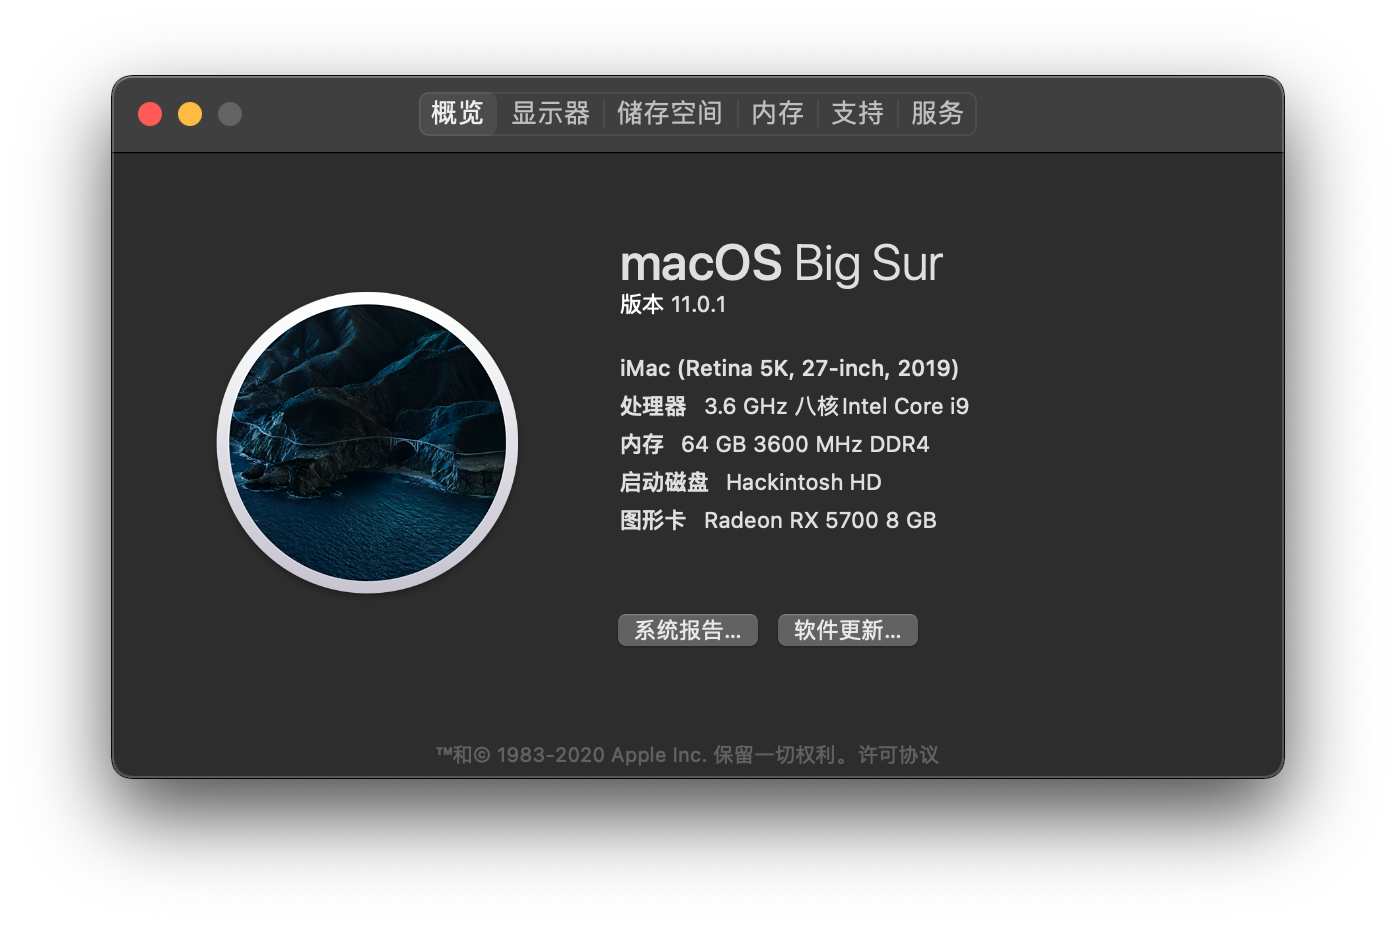 概览 显示器 储存空间 内存 支持 服务
macOS Big Sur
版本 11.0.1
iMac (Retina 5K, 27-inch, 2019)
处理器 3.6 GHz 八核Intel Core i9
内存 64 GB 3600 MHz DDR4
启动磁盘 Hackintosh HD
图形卡 Radeon RX 5700 8 GB
系统报告... 软件更新...
™和© 1983-2020 Apple Inc. 保留一切权利。许可协议